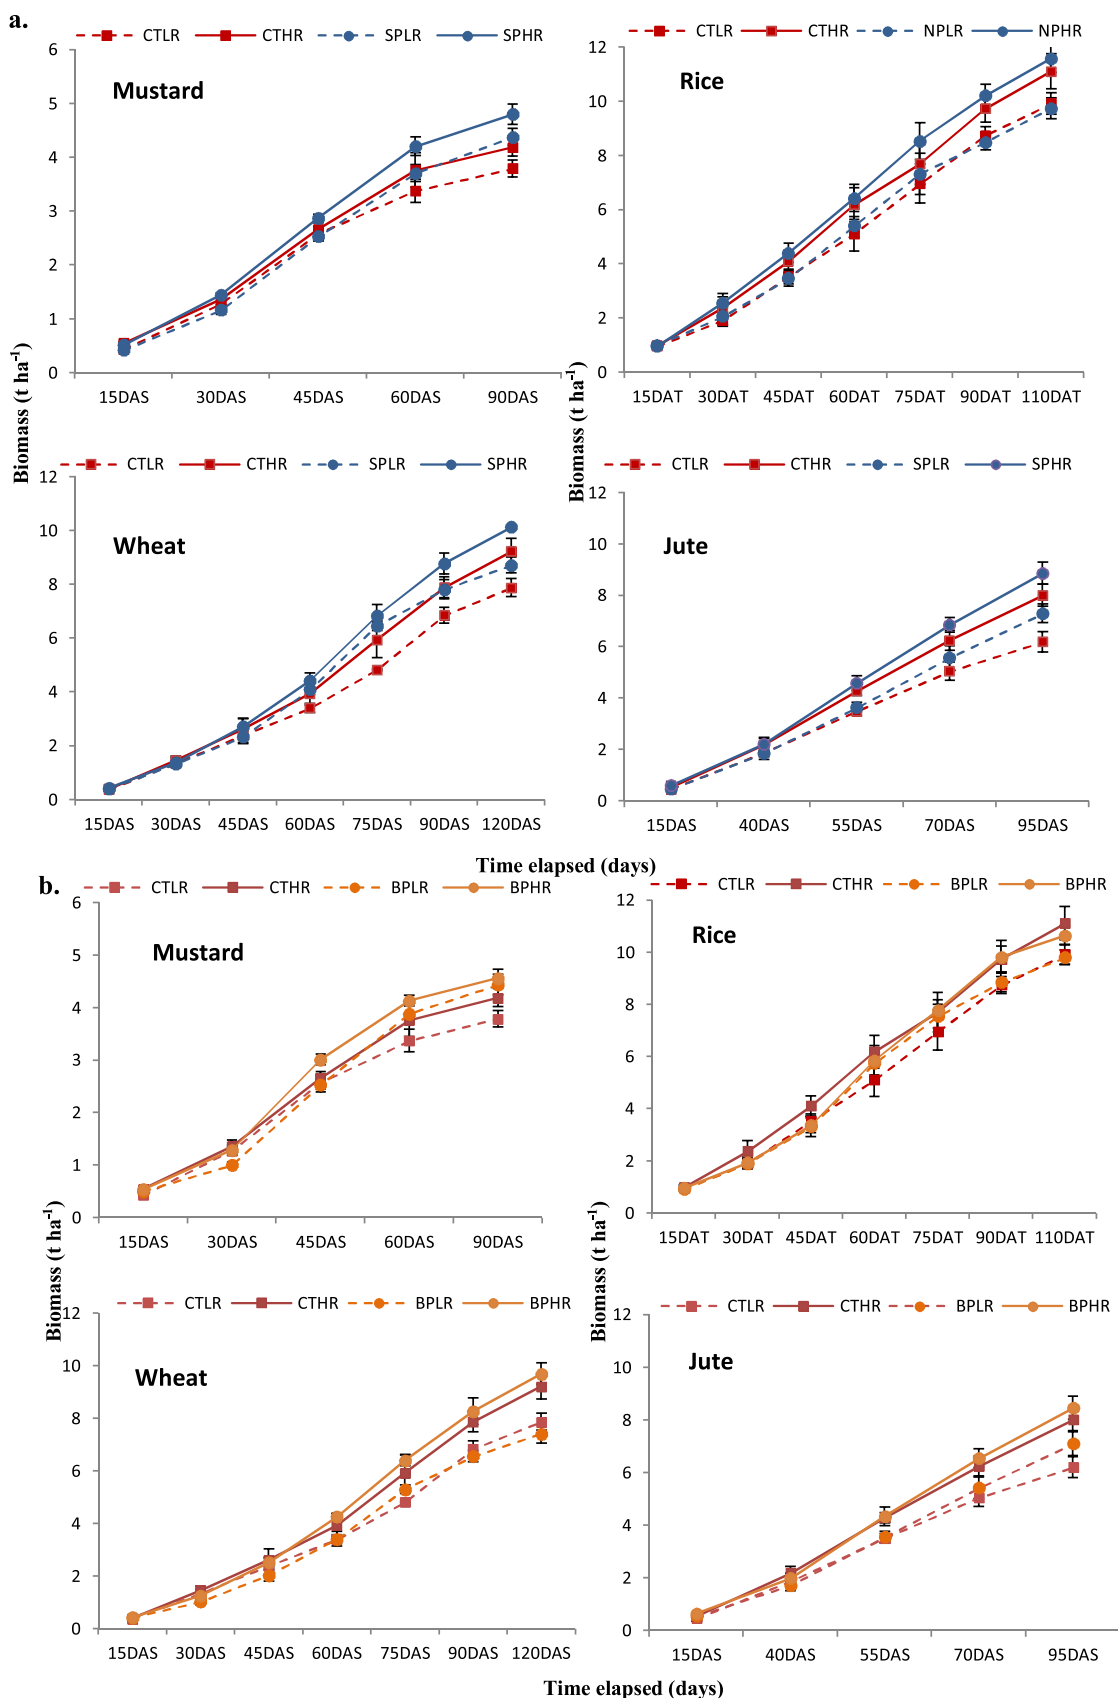 a.
CTLR CTHR SPLR SPHR
Mustard
6
5
4
3
2
1
0
15DAS 30DAS 45DAS 60DAS 90DAS
CTLR CTHR NPLR NPHR
Rice
12
10
8
6
4
2
0
15DAT 30DAT 45DAT 60DAT 75DAT 90DAT 110DAT
Biomass (t ha-1)
Biomass (t ha-1)
CTLR CTHR SPLR SPHR
Wheat
12
10
8
6
4
2
0
15DAS 30DAS 45DAS 60DAS 75DAS 90DAS 120DAS
CTLR CTHR SPLR SPHR
Jute
12
10
8
6
4
2
0
15DAS 40DAS 55DAS 70DAS 95DAS
Time elapsed (days)
b.
CTLR CTHR BPLR BPHR
Mustard
6
5
4
3
2
1
0
15DAS 30DAS 45DAS 60DAS 90DAS
CTLR CTHR BPLR BPHR
Rice
12
10
8
6
4
2
0
15DAT 30DAT 45DAT 60DAT 75DAT 90DAT 110DAT
Biomass (t ha-1)
Biomass (t ha-1)
CTLR CTHR BPLR BPHR
Wheat
12
10
8
6
4
2
0
15DAS 30DAS 45DAS 60DAS 75DAS 90DAS 120DAS
CTLR CTHR BPLR BPHR
Jute
12
10
8
6
4
2
0
15DAS 40DAS 55DAS 70DAS 95DAS
Time elapsed (days)